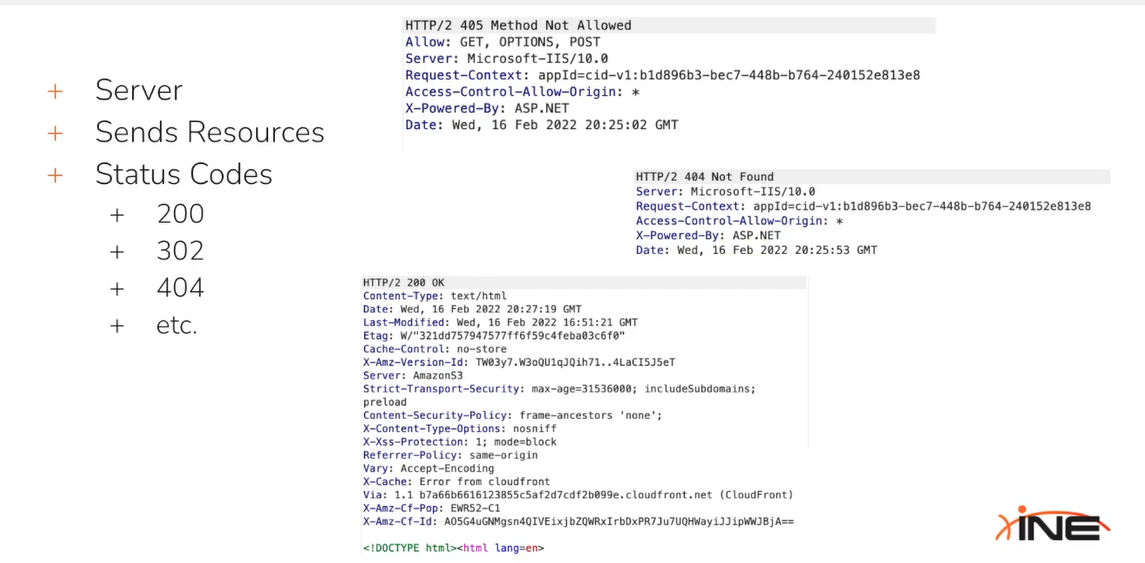 + Server
+ Sends Resources
+ Status Codes
+ 200
+ 302
+ 404
+ etc.
HTTP/2 405 Method Not Allowed
Allow: GET, OPTIONS, POST
Server: Microsoft-IIS/10.0
Request-Context: appId=cid-v1:b1d896b3-bec7-448b-b764-240152e813e8
Access-Control-Allow-Origin: *
X-Powered-By: ASP.NET
Date: Wed, 16 Feb 2022 20:25:02 GMT
HTTP/2 404 Not Found
Server: Microsoft-IIS/10.0
Request-Context: appId=cid-v1:b1d896b3-bec7-448b-b764-240152e813e8
Access-Control-Allow-Origin: *
X-Powered-By: ASP.NET
Date: Wed, 16 Feb 2022 20:25:53 GMT
HTTP/2 200 OK
Content-Type: text/html
Date: Wed, 16 Feb 2022 20:27:19 GMT
Last-Modified: Wed, 16 Feb 2022 16:51:21 GMT
Etag: W/"321dd757947577ff6f59c4feba03c6f0"
Cache-Control: no-store
X-Amz-Version-Id: TW03y7.W3oQU1qJQih71..4LaCI5J5eT
Server: AmazonS3
Strict-Transport-Security: max-age=31536000; includeSubdomains;
preload
Content-Security-Policy: frame-ancestors 'none';
X-Content-Type-Options: nosniff
X-Xss-Protection: 1; mode=block
Referrer-Policy: same-origin
Vary: Accept-Encoding
X-Cache: Error from cloudfront
Via: 1.1 b7a66b6616123855c5af2d7cdf2b099e.cloudfront.net (CloudFront)
X-Amz-Cf-Pop: EWR52-C1
X-Amz-Cf-Id: AO5G4uGNMgsn4QIVEixjbZQWRxIrbDxPR7Ju7UQHWayiJJipWWJBjA==
<!DOCTYPE html><html lang=en>
INE